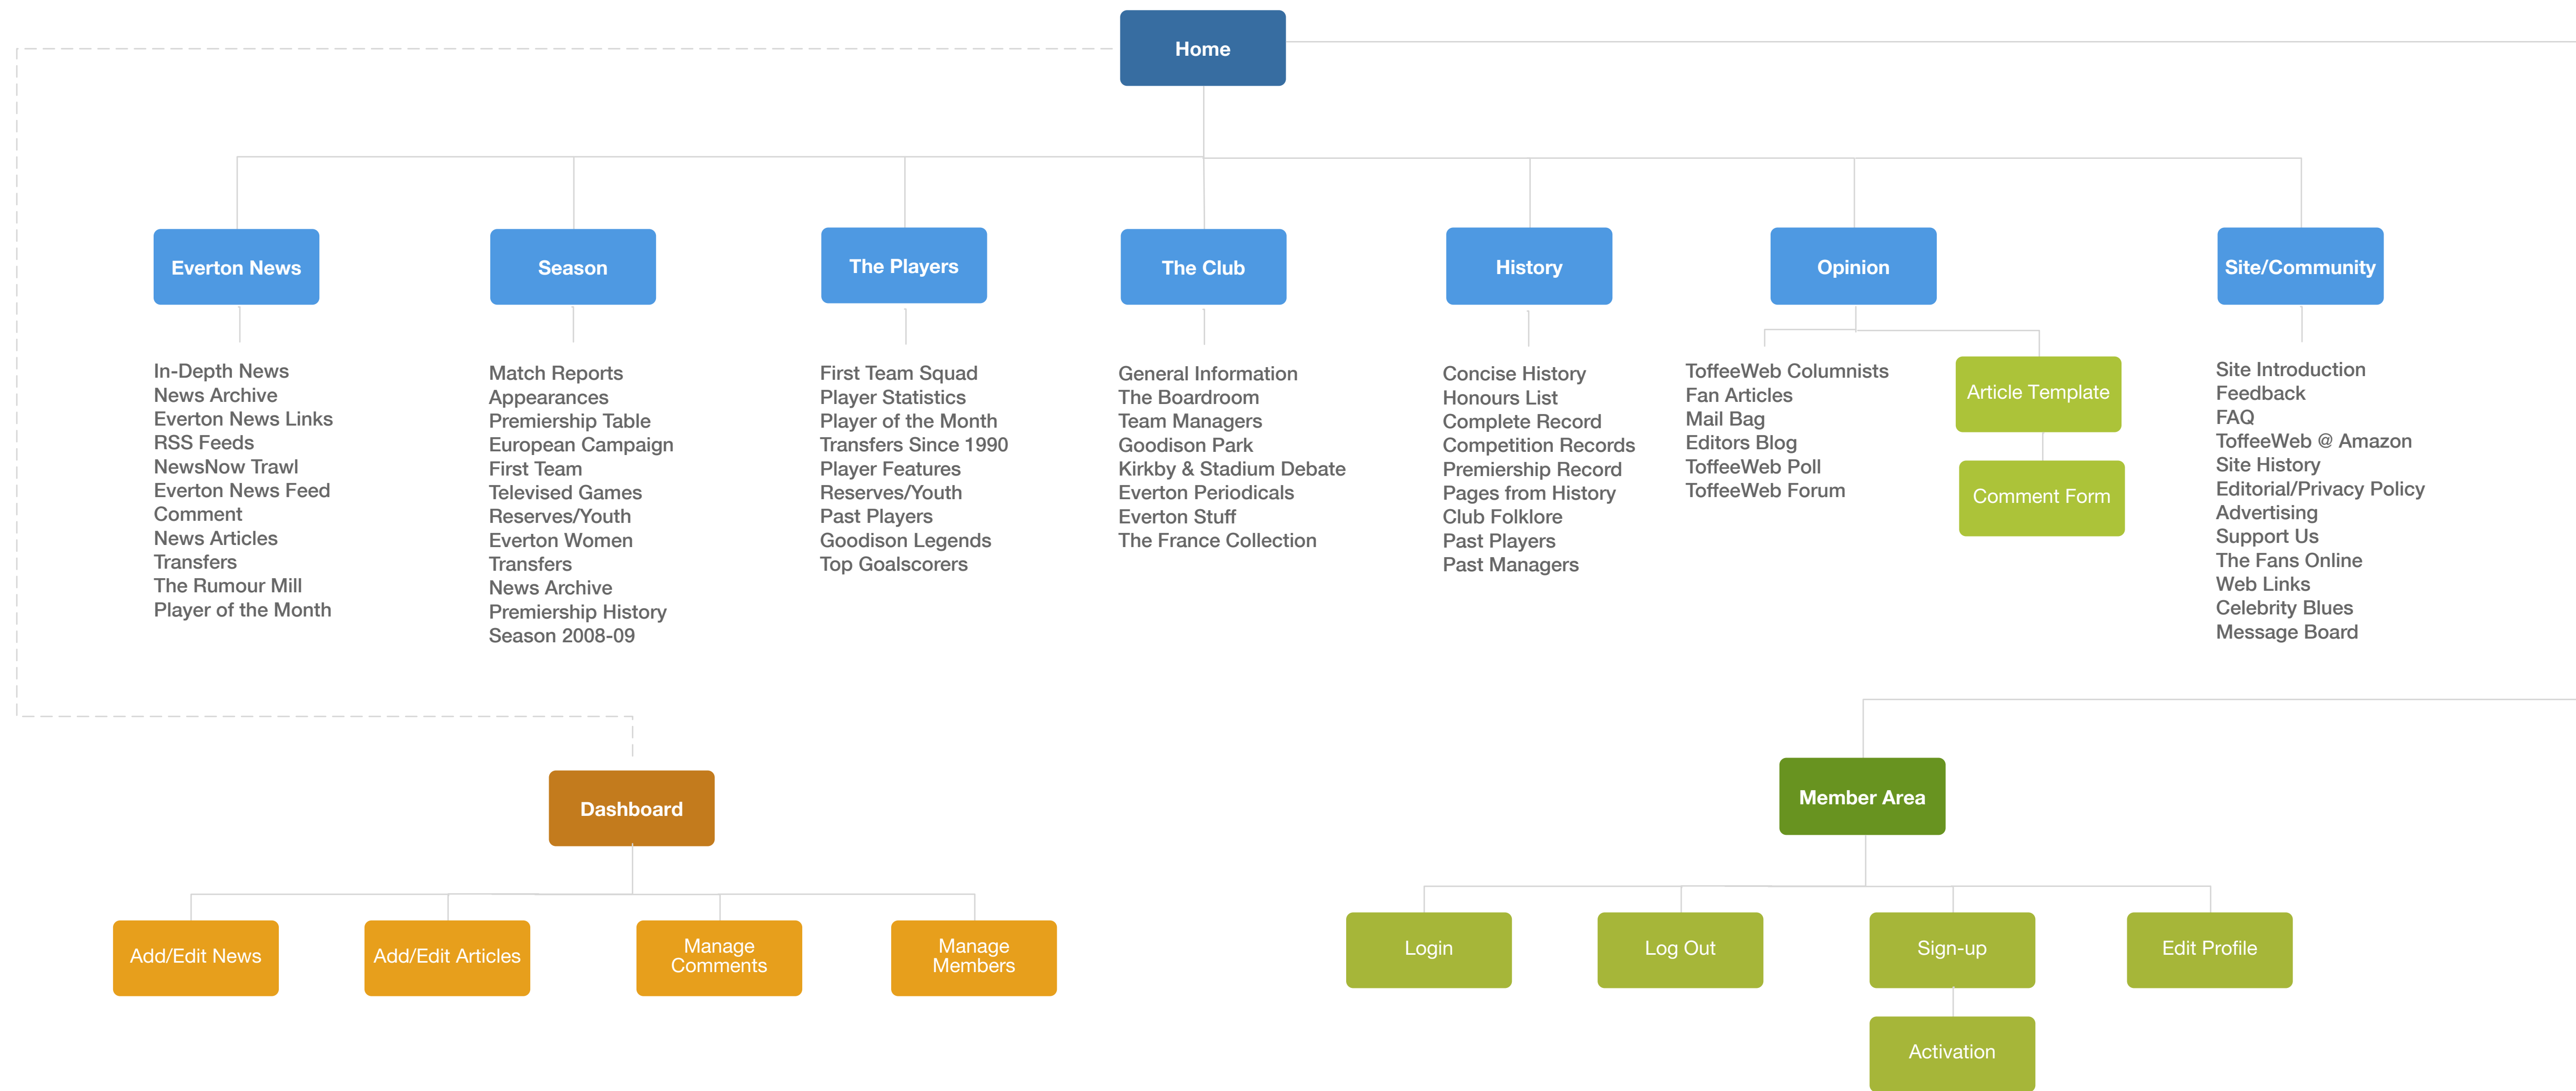 Home
Everton News
Season
The Players
The Club
History
Opinion
Site/Community
In-Depth News
News Archive
Everton News Links
RSS Feeds
NewsNow Trawl
Everton News Feed
Comment
News Articles
Transfers
The Rumour Mill
Player of the Month
Match Reports
Appearances
Premiership Table
European Campaign
First Team
Televised Games
Reserves/Youth
Everton Women
Transfers
News Archive
Premiership History
Season 2008-09
First Team Squad
Player Statistics
Player of the Month
Transfers Since 1990
Player Features
Reserves/Youth
Past Players
Goodison Legends
Top Goalscorers
General Information
The Boardroom
Team Managers
Goodison Park
Kirkby & Stadium Debate
Everton Periodicals
Everton Stuff
The France Collection
Concise History
Honours List
Complete Record
Competition Records
Premiership Record
Pages from History
Club Folklore
Past Players
Past Managers
ToffeeWeb Columnists
Fan Articles
Mail Bag
Editors Blog
ToffeeWeb Poll
ToffeeWeb Forum
Article Template
Comment Form
Site Introduction
Feedback
FAQ
ToffeeWeb @ Amazon
Site History
Editorial/Privacy Policy
Advertising
Support Us
The Fans Online
Web Links
Celebrity Blues
Message Board
Dashboard
Add/Edit News
Add/Edit Articles
Manage
Comments
Manage
Members
Member Area
Login
Log Out
Sign-up
Edit Profile
Activation